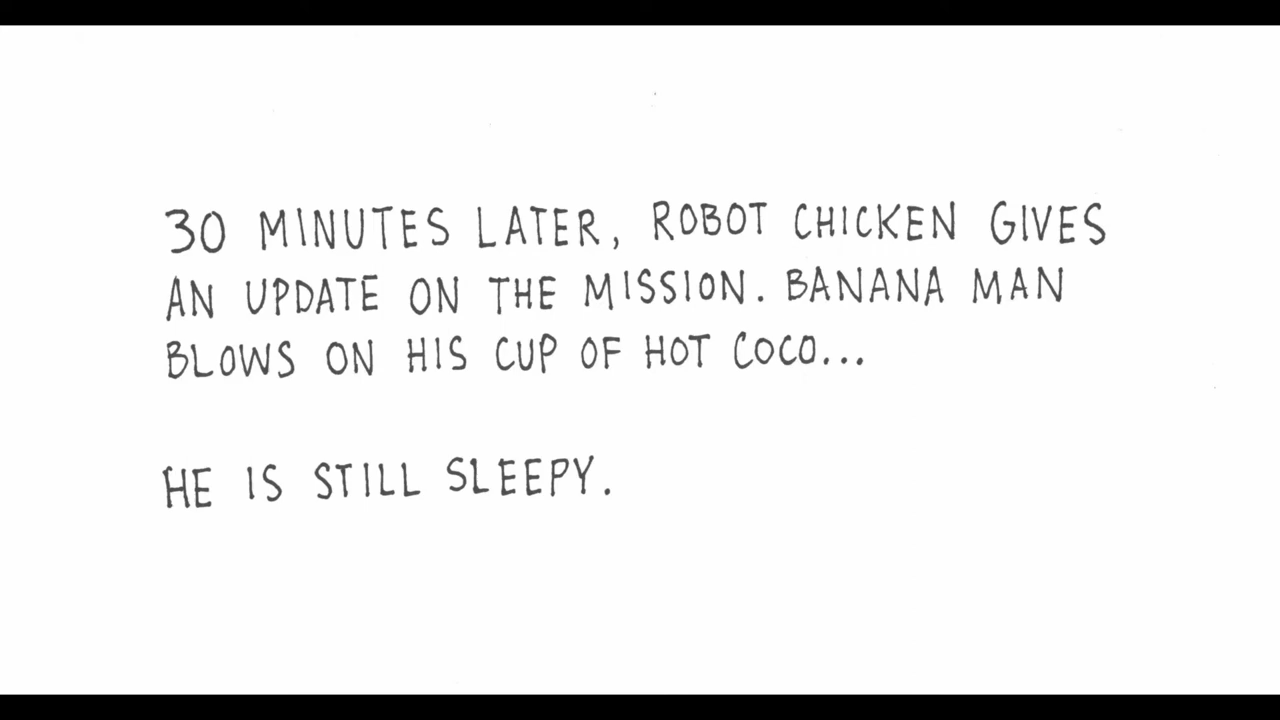 30 MINUTES LATER, ROBOT CHICKEN GIVES
AN UPDATE ON THE MISSION. BANANA MAN
BLOWS ON HIS CUP OF HOT COCO...
HE IS STILL SLEEPY.